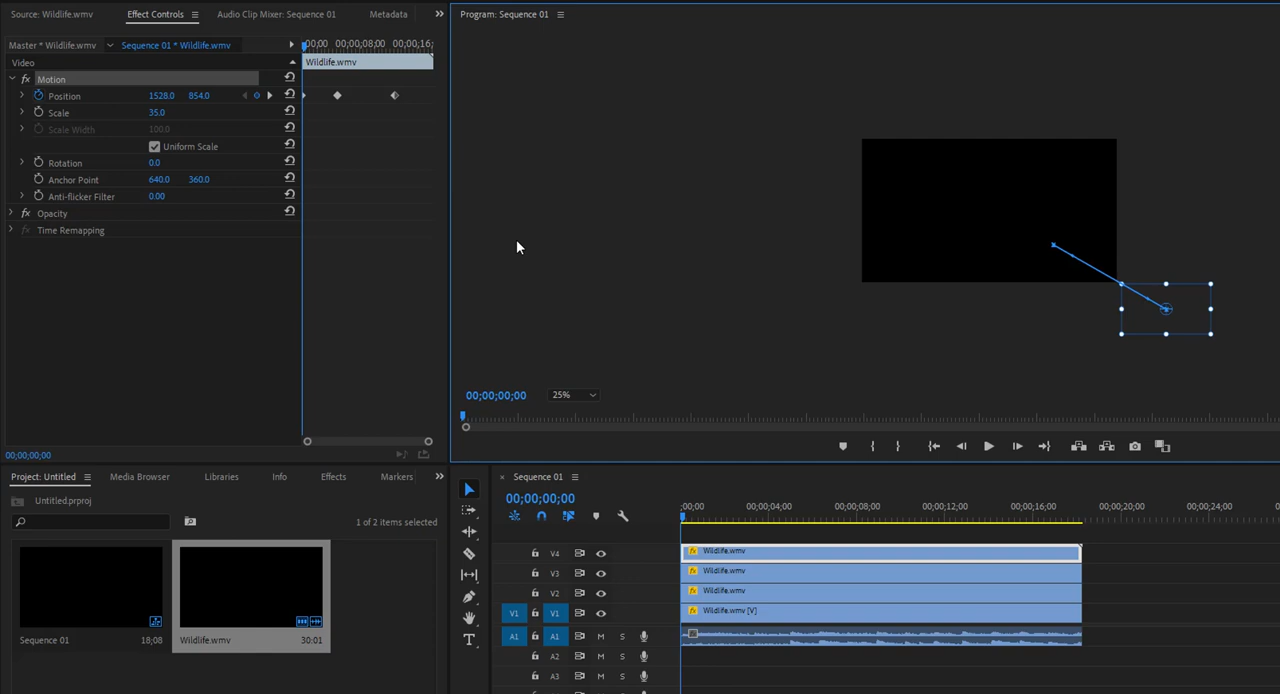 Source: Wildlife.wmv Effect Controls Audio Clip Mixer: Sequence 01 Metadata
Program: Sequence 01
Master * Wildlife.wmv Sequence 01 * Wildlife.wmv
;00;00 00;00;08;00 00;00;16;
Video
Wildlife.wmv
fx Motion
Position 1528.0 854.0
Scale 35.0
Scale Width 100.0
Uniform Scale
Rotation 0.0
Anchor Point 640.0 360.0
Anti-flicker Filter 0.00
fx Opacity
fx Time Remapping
00;00;00;00 25%
00;00;00;00
Project: Untitled Media Browser Libraries Info Effects Markers
Untitled.prproj
1 of 2 items selected
Sequence 01 18;08
Wildlife.wmv 30:01
× Sequence 01
00;00;00;00
;00;00 00;00;04;00 00;00;08;00 00;00;12;00 00;00;16;00 00;00;20;00 00;00;24;00
V4 fx Wildlife.wmv
V3 fx Wildlife.wmv
V2 fx Wildlife.wmv
V1 V1 fx Wildlife.wmv [V]
A1 A1 M S
A2 M S
A3 M S
T